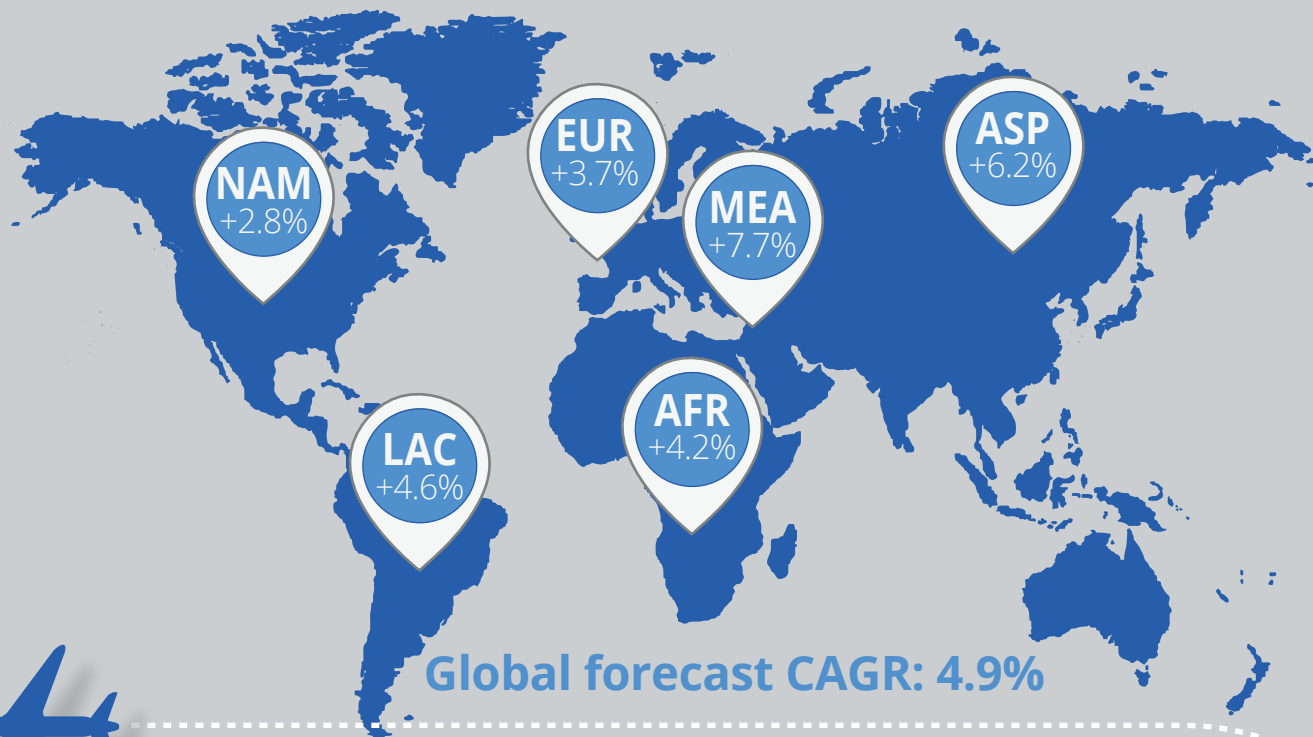 EUR
+3.7%
ASP
+6.2%
NAM
+2.8%
MEA
+7.7%
AFR
+4.2%
LAC
+4.6%
Global forecast CAGR: 4.9%